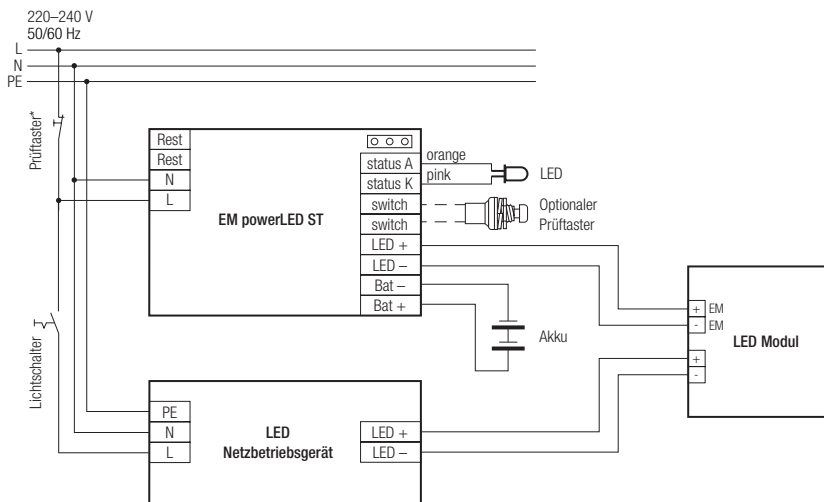 220–240 V
50/60 Hz
L
N
PE
Prüftaster*
Lichtschalter
Rest
Rest
N
L
EM powerLED ST
status A
status K
switch
switch
LED +
LED –
Bat –
Bat +
orange
pink
LED
Optionaler
Prüftaster
Akku
+ EM
- EM
+
-
LED Modul
PE
N
L
LED
Netzbetriebsgerät
LED +
LED –